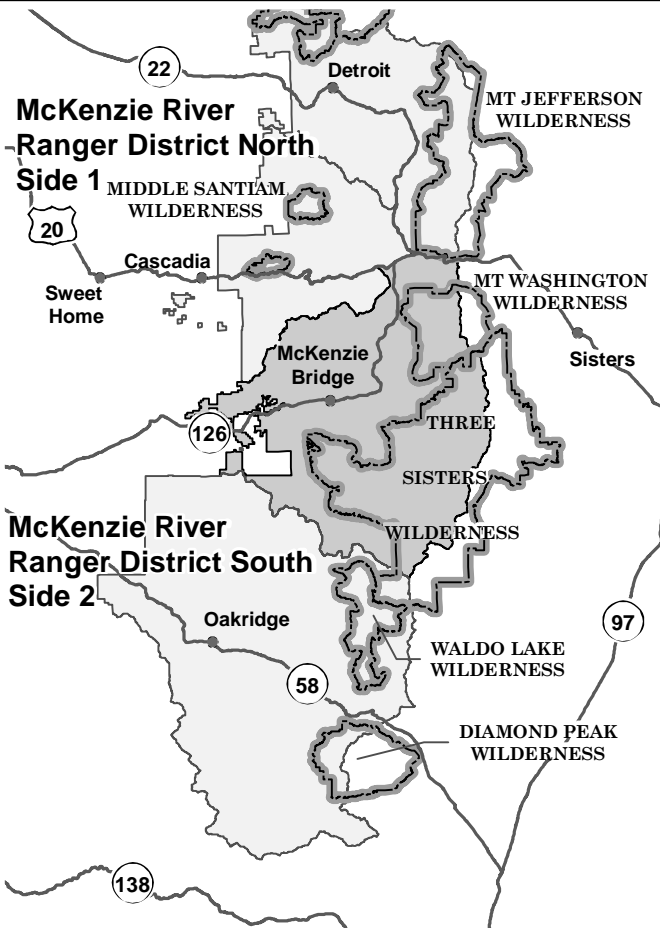 22
Detroit
McKenzie River
Ranger District North
Side 1
MT JEFFERSON
WILDERNESS
MIDDLE SANTIAM
WILDERNESS
20
Cascadia
Sweet
Home
MT WASHINGTON
WILDERNESS
Sisters
McKenzie
Bridge
126
THREE
SISTERS
WILDERNESS
McKenzie River
Ranger District South
Side 2
Oakridge
97
WALDO LAKE
WILDERNESS
58
DIAMOND PEAK
WILDERNESS
138